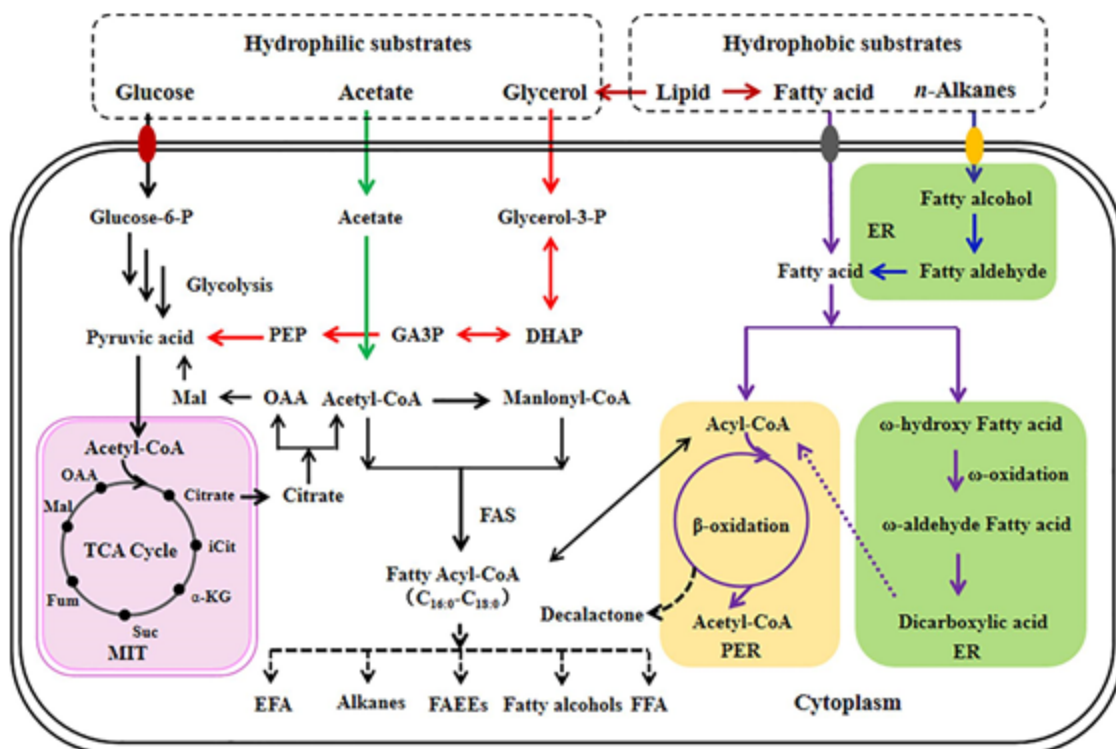 Hydrophilic substrates
Hydrophobic substrates
Glucose
Acetate
Glycerol
Lipid
Fatty acid
n-Alkanes
Glucose-6-P
Acetate
Glycerol-3-P
Fatty alcohol
ER
Glycolysis
Fatty acid
Fatty aldehyde
Pyruvic acid
PEP
GA3P
DHAP
Mal
OAA
Acetyl-CoA
Manlonyl-CoA
Acetyl-CoA
OAA
Citrate
Citrate
Mal
TCA Cycle
iCit
Fum
α-KG
Suc
MIT
FAS
Fatty Acyl-CoA
(C16:0-C18:0)
Decalactone
Acyl-CoA
β-oxidation
Acetyl-CoA
PER
ω-hydroxy Fatty acid
ω-oxidation
ω-aldehyde Fatty acid
Dicarboxylic acid
ER
EFA
Alkanes
FAEEs
Fatty alcohols
FFA
Cytoplasm